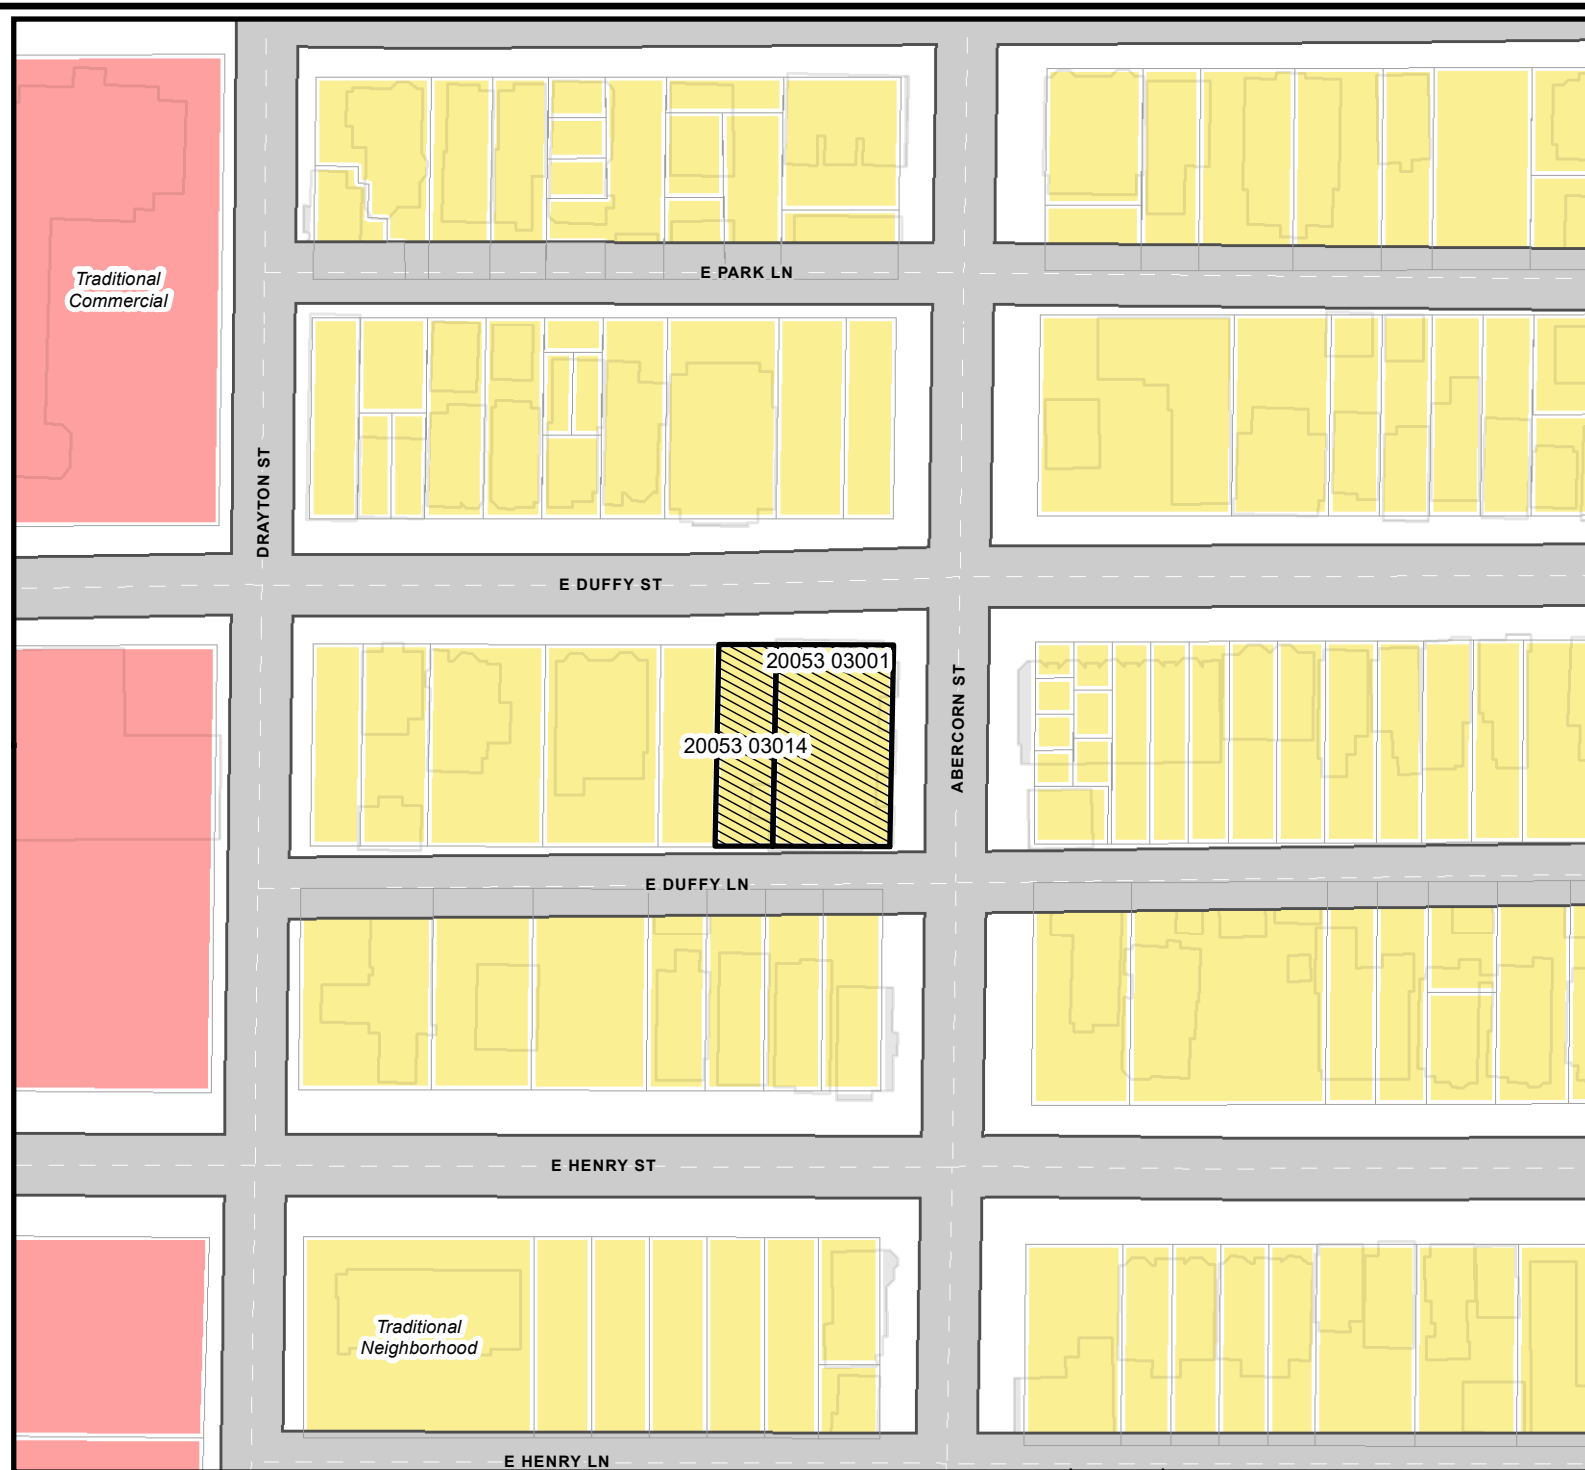 E PARK LN
Traditional
Commercial
DRAYTON ST
E DUFFY ST
20053 03001
ABERCORN ST
20053 03014
E DUFFY LN
E HENRY ST
Traditional
Neighborhood
E HENRY LN